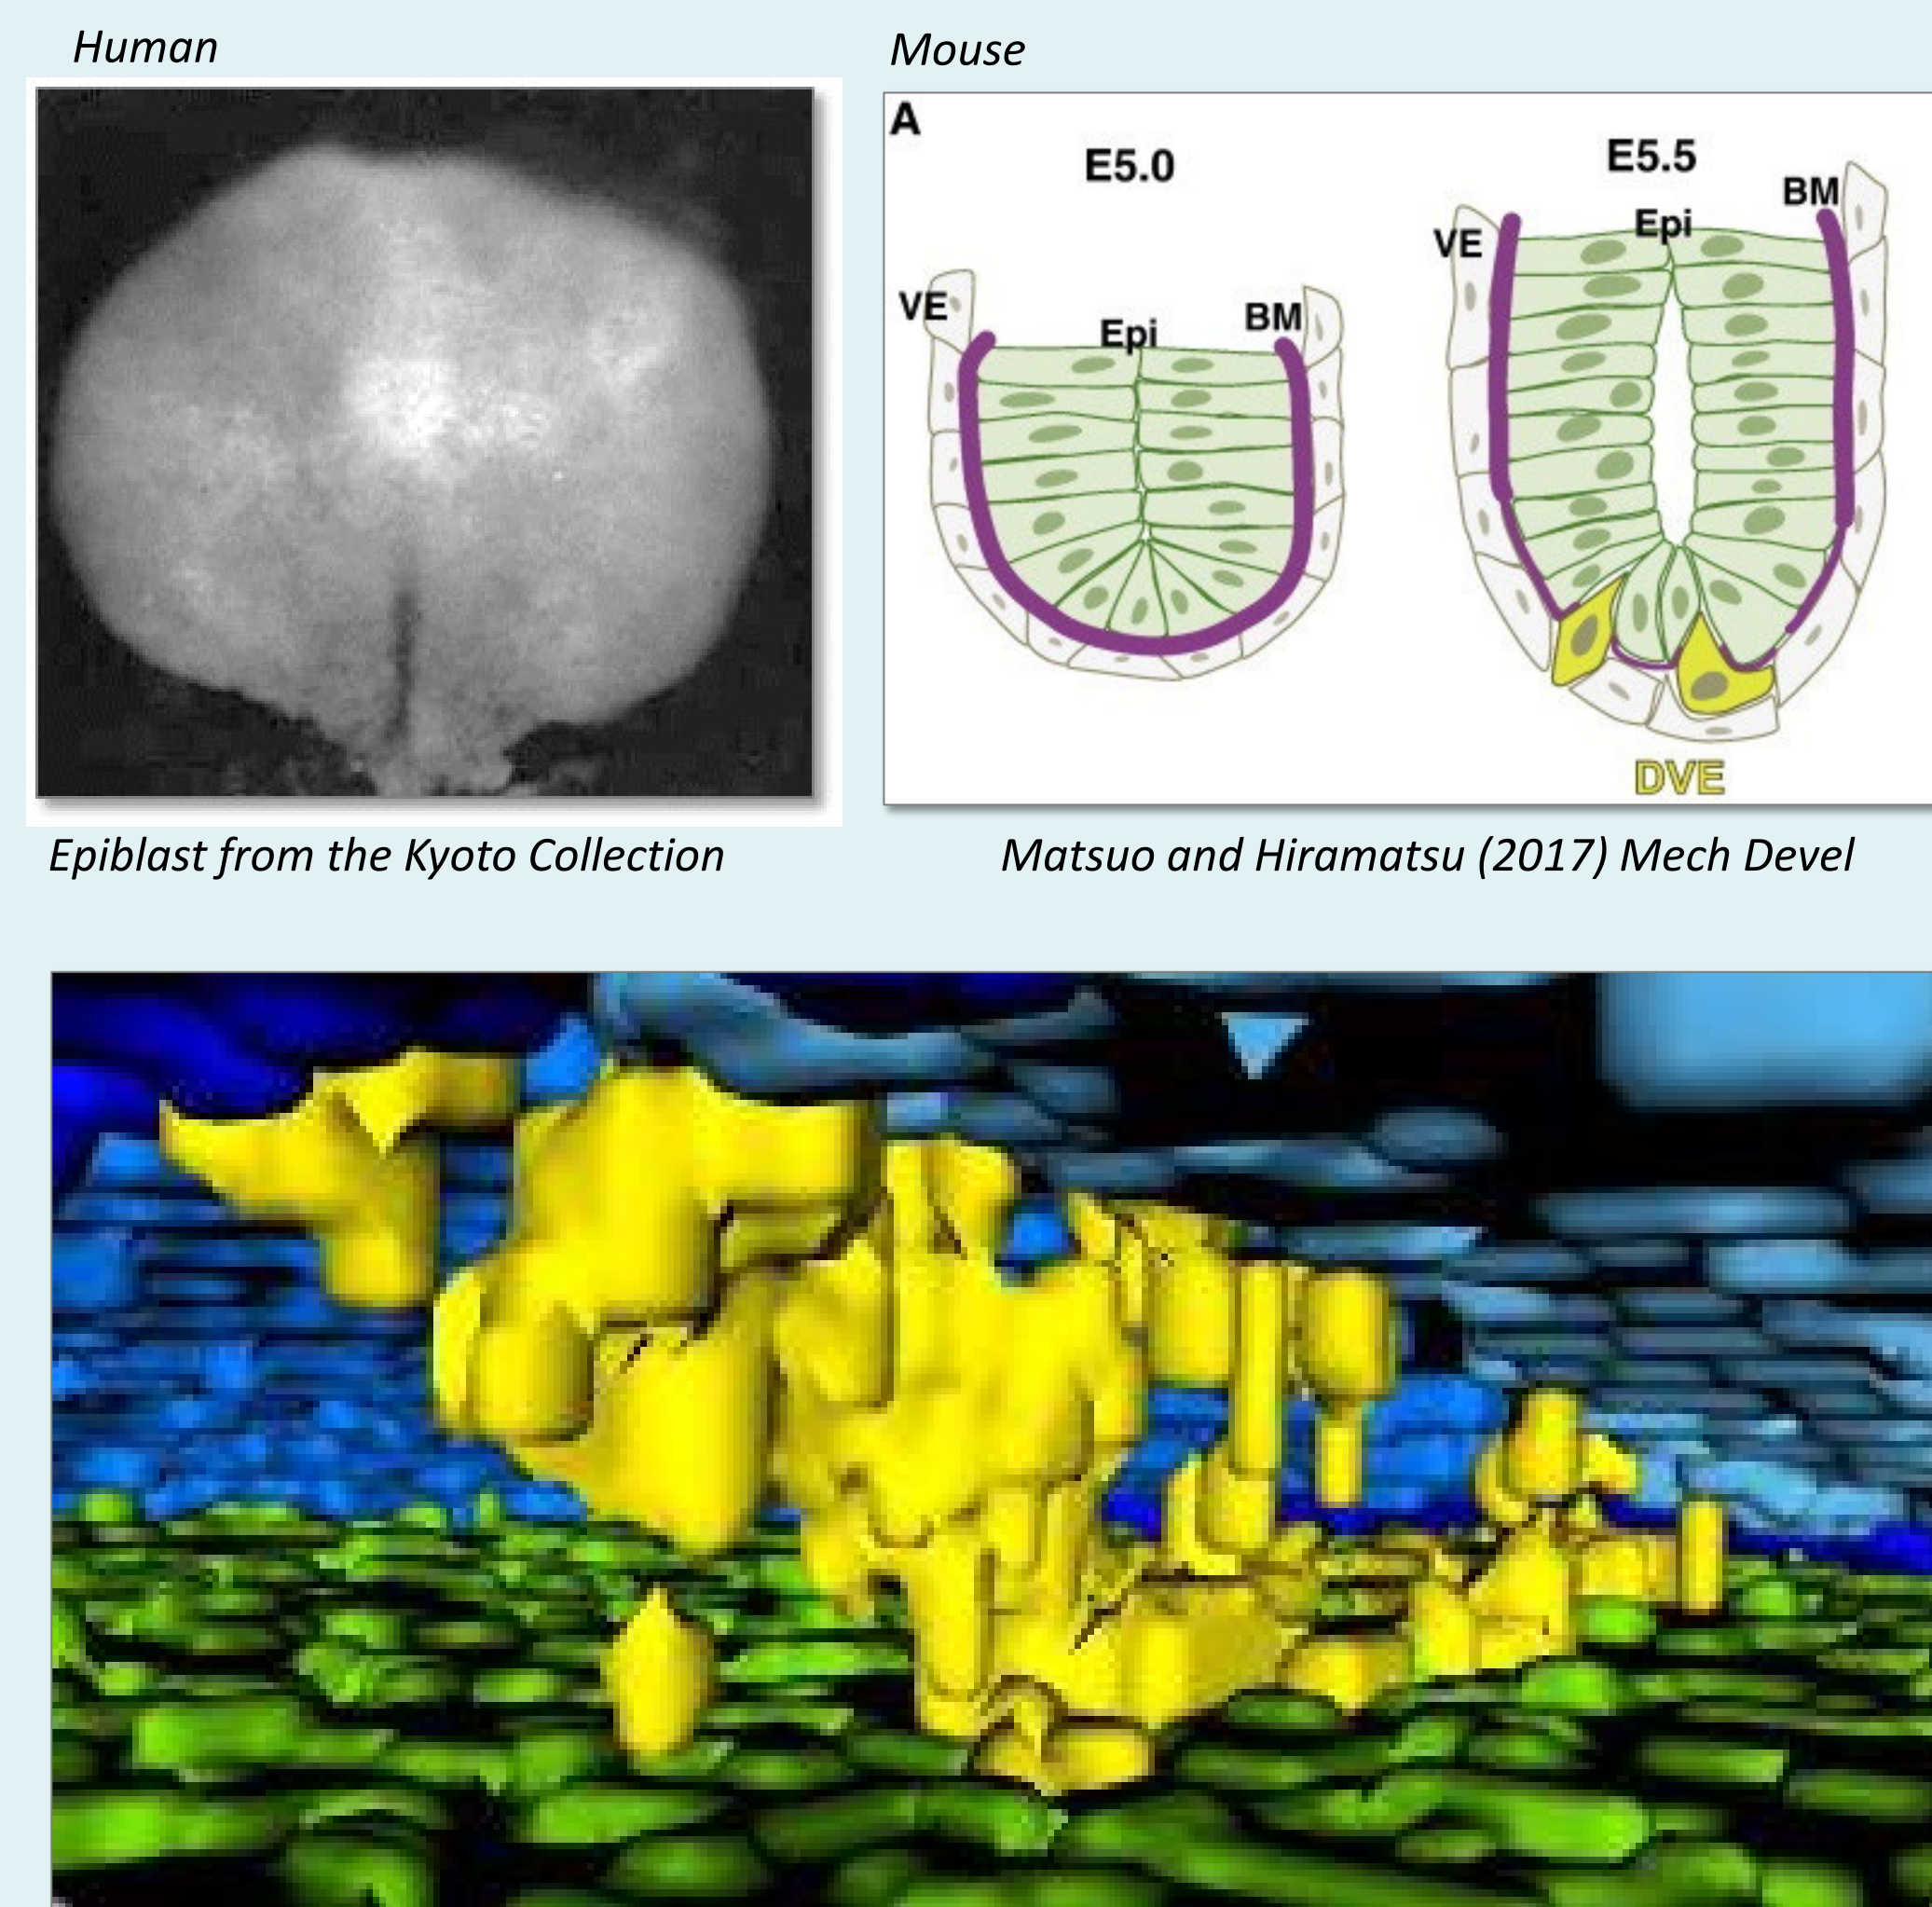 Human
Mouse
A
E5.0
E5.5
VE
Epi
BM
VE
Epi
BM
DVE
Epiblast from the Kyoto Collection
Matsuo and Hiramatsu (2017) Mech Devel